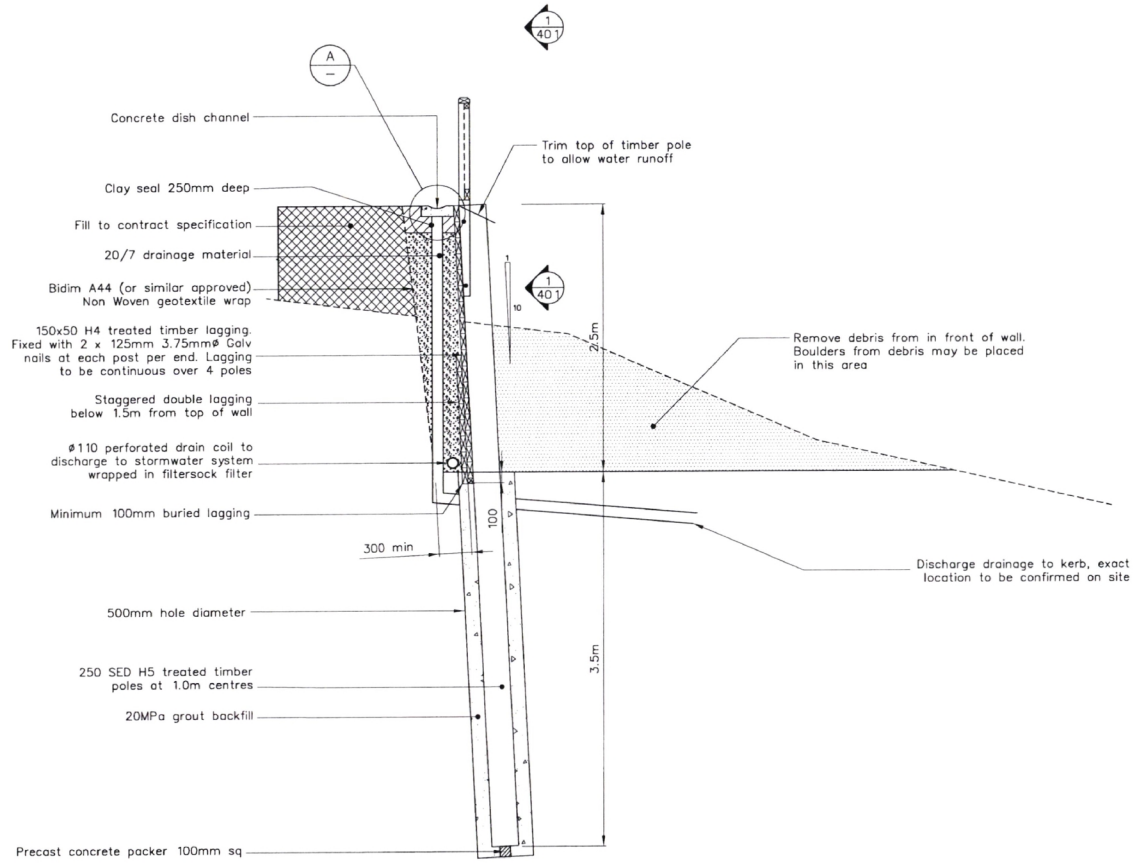 1
401
A
–
Concrete dish channel
Trim top of timber pole
to allow water runoff
Clay seal 250mm deep
Fill to contract specification
20/7 drainage material
1
401
1
10
Bidim A44 (or similar approved)
Non Woven geotextile wrap
150x50 H4 treated timber lagging.
Fixed with 2 x 125mm 3.75mmø Galv
nails at each post per end. Lagging
to be continuous over 4 poles
2.5m
Remove debris from in front of wall.
Boulders from debris may be placed
in this area
Staggered double lagging
below 1.5m from top of wall
ø110 perforated drain coil to
discharge to stormwater system
wrapped in filtersock filter
Minimum 100mm buried lagging
100
300 min
Discharge drainage to kerb, exact
location to be confirmed on site
500mm hole diameter
3.5m
250 SED H5 treated timber
poles at 1.0m centres
20MPa grout backfill
Precast concrete packer 100mm sq